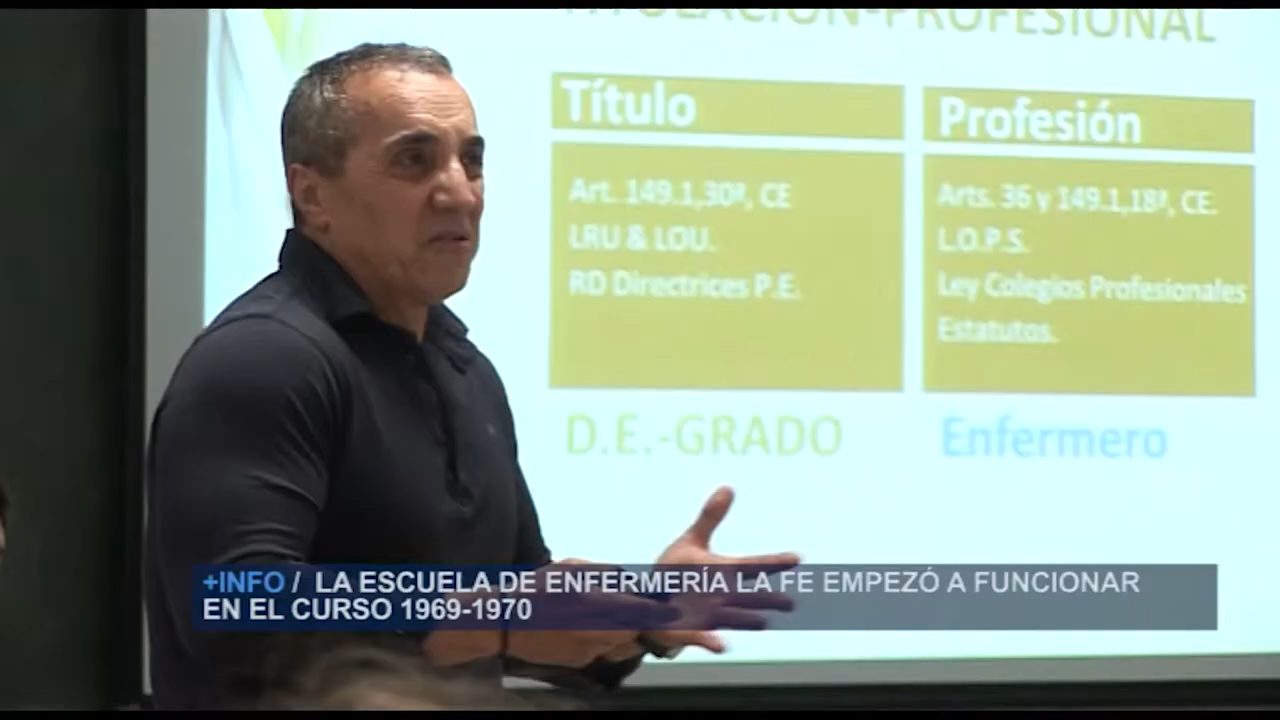 TITULACIÓN-PROFESIONAL
Título
Profesión
Art. 149.1,30ª, CE
LRU & LOU.
RD Directrices P.E.
Arts. 36 y 149.1,18ª, CE.
L.O.P.S.
Ley Colegios Profesionales
Estatutos.
D.E.-GRADO
Enfermero
+INFO / LA ESCUELA DE ENFERMERÍA LA FE EMPEZÓ A FUNCIONAR
EN EL CURSO 1969-1970